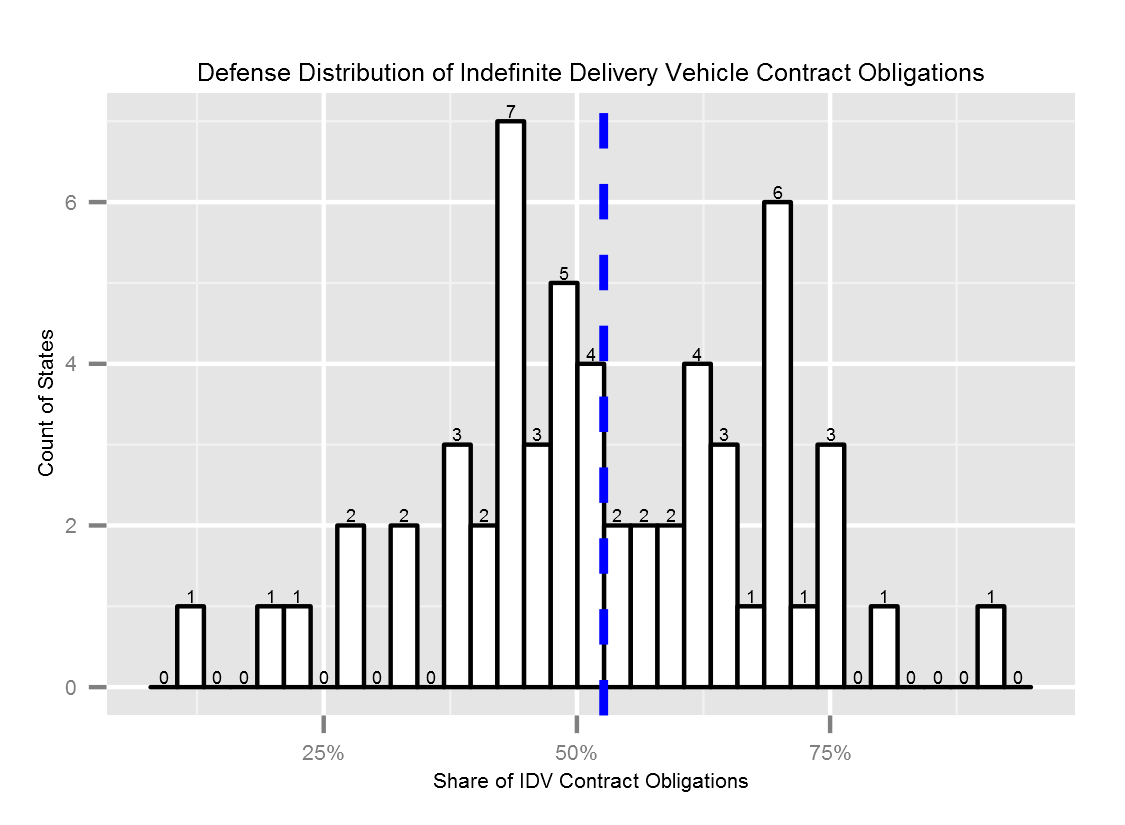 Defense Distribution of Indefinite Delivery Vehicle Contract Obligations
Count of States
6
4
2
0
0 1 0 0 1 1 0 2 0 2 0 3 2 7 3 5 4 2 2 2 4 3 1 6 1 3 0 1 0 0 0 1 0
25% 50% 75%
Share of IDV Contract Obligations